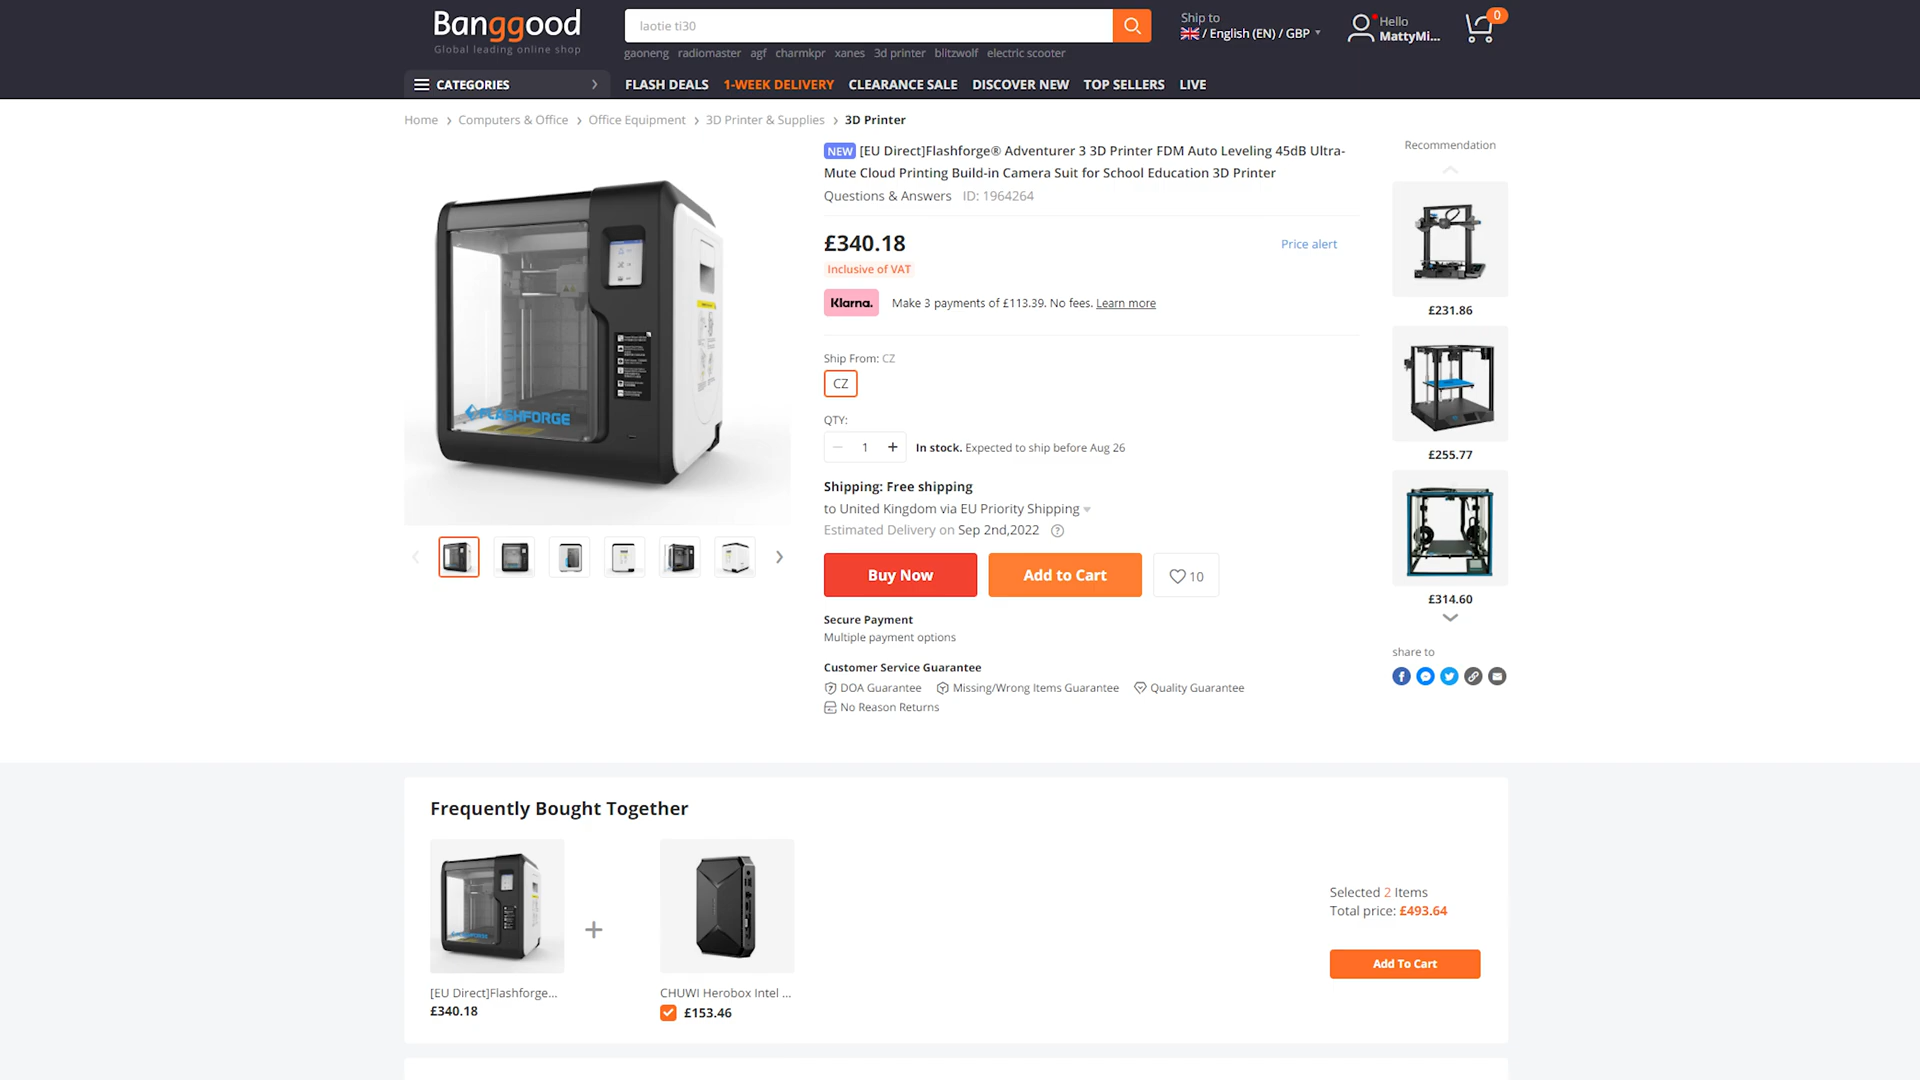 Banggood
Global leading online shop
laotie ti30
gaoneng radiomaster agf charmkpr xanes 3d printer blitzwolf electric scooter
Ship to
/ English (EN) / GBP
Hello
MattyMi...
0
CATEGORIES
FLASH DEALS 1-WEEK DELIVERY CLEARANCE SALE DISCOVER NEW TOP SELLERS LIVE
Home > Computers & Office > Office Equipment > 3D Printer & Supplies > 3D Printer
NEW [EU Direct]Flashforge® Adventurer 3 3D Printer FDM Auto Leveling 45dB Ultra-
Mute Cloud Printing Build-in Camera Suit for School Education 3D Printer
Questions & Answers ID: 1964264
£340.18
Price alert
Inclusive of VAT
Klarna. Make 3 payments of £113.39. No fees. Learn more
Ship From: CZ
CZ
QTY:
1 + In stock. Expected to ship before Aug 26
Shipping: Free shipping
to United Kingdom via EU Priority Shipping
Estimated Delivery on Sep 2nd,2022 ?
Buy Now
Add to Cart
10
Secure Payment
Multiple payment options
Customer Service Guarantee
DOA Guarantee Missing/Wrong Items Guarantee Quality Guarantee
No Reason Returns
FLASHFORGE
Recommendation
£231.86
£255.77
£314.60
share to
Frequently Bought Together
[EU Direct]Flashforge...
£340.18
+
CHUWI Herobox Intel ...
£153.46
Selected 2 Items
Total price: £493.64
Add To Cart